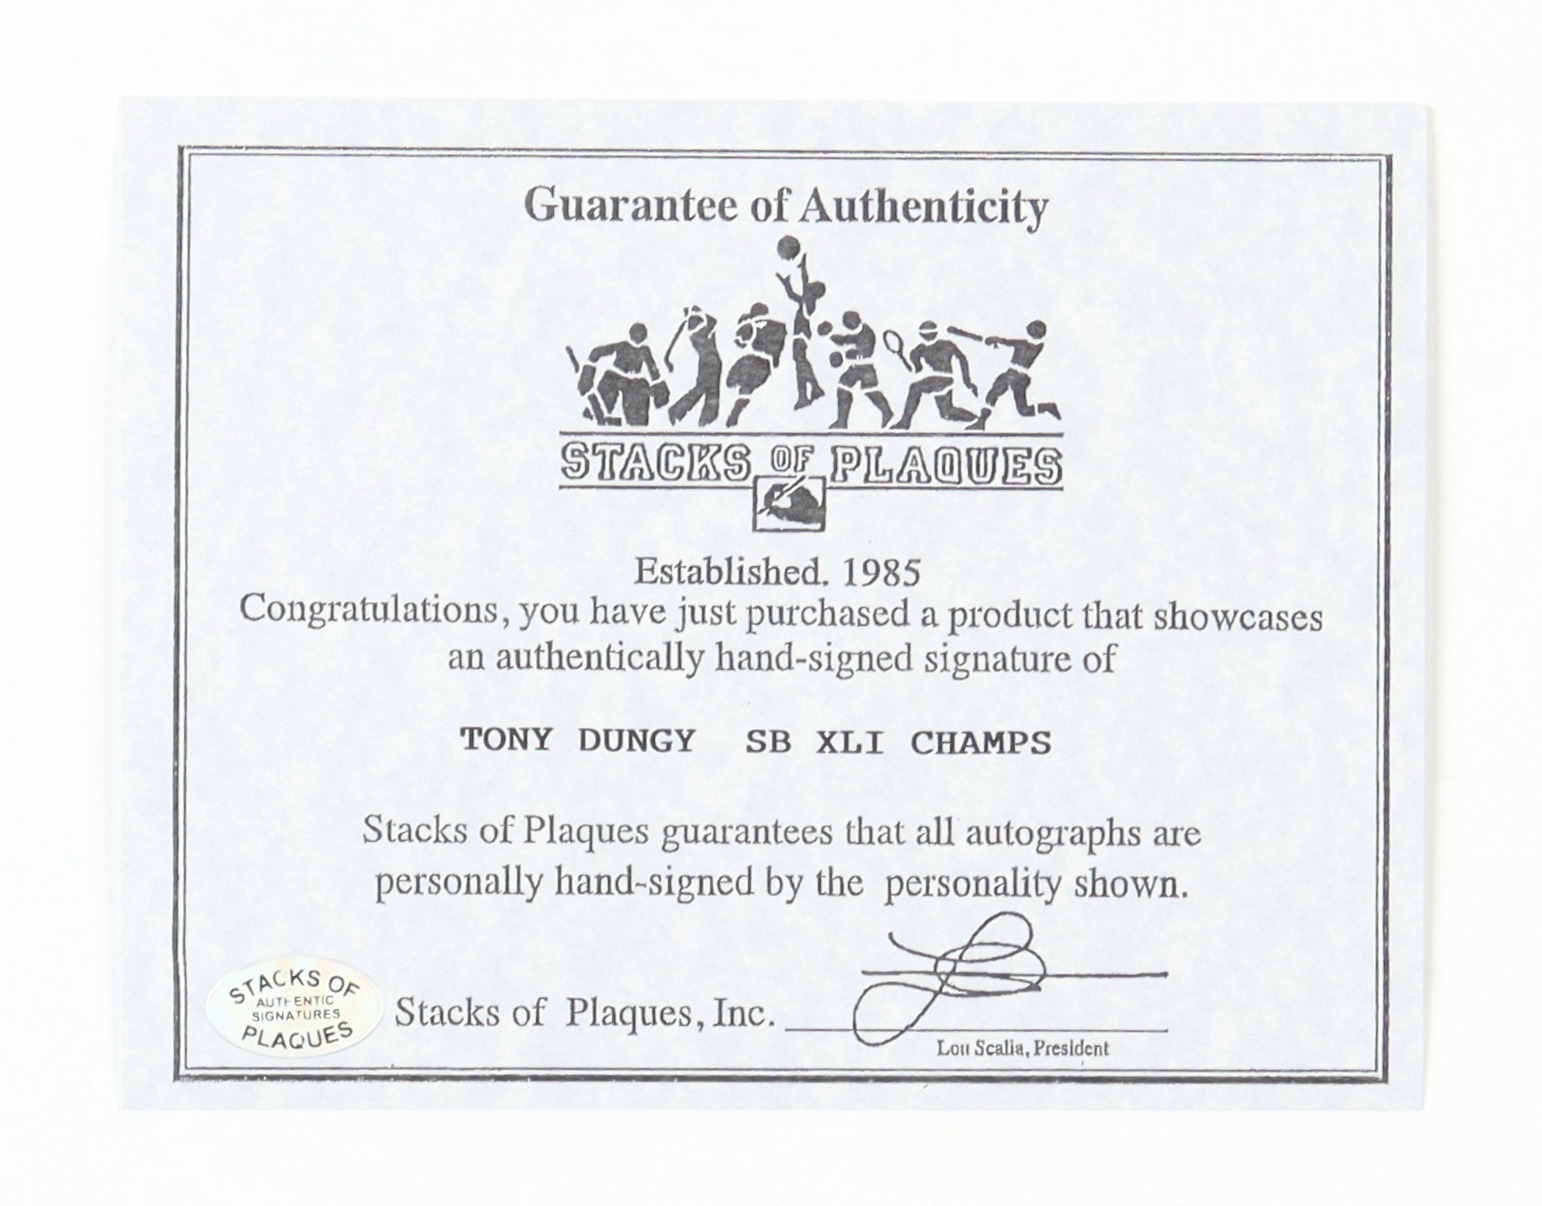 Guarantee of Authenticity
STACKS OF PLAQUES
Established. 1985
Congratulations, you have just purchased a product that showcases
an authentically hand-signed signature of
TONY DUNGY SB XLI CHAMPS
Stacks of Plaques guarantees that all autographs are
personally hand-signed by the personality shown.
STACKS OF
AUTHENTIC
SIGNATURES
PLAQUES
Stacks of Plaques, Inc.
Lou Scalia, President